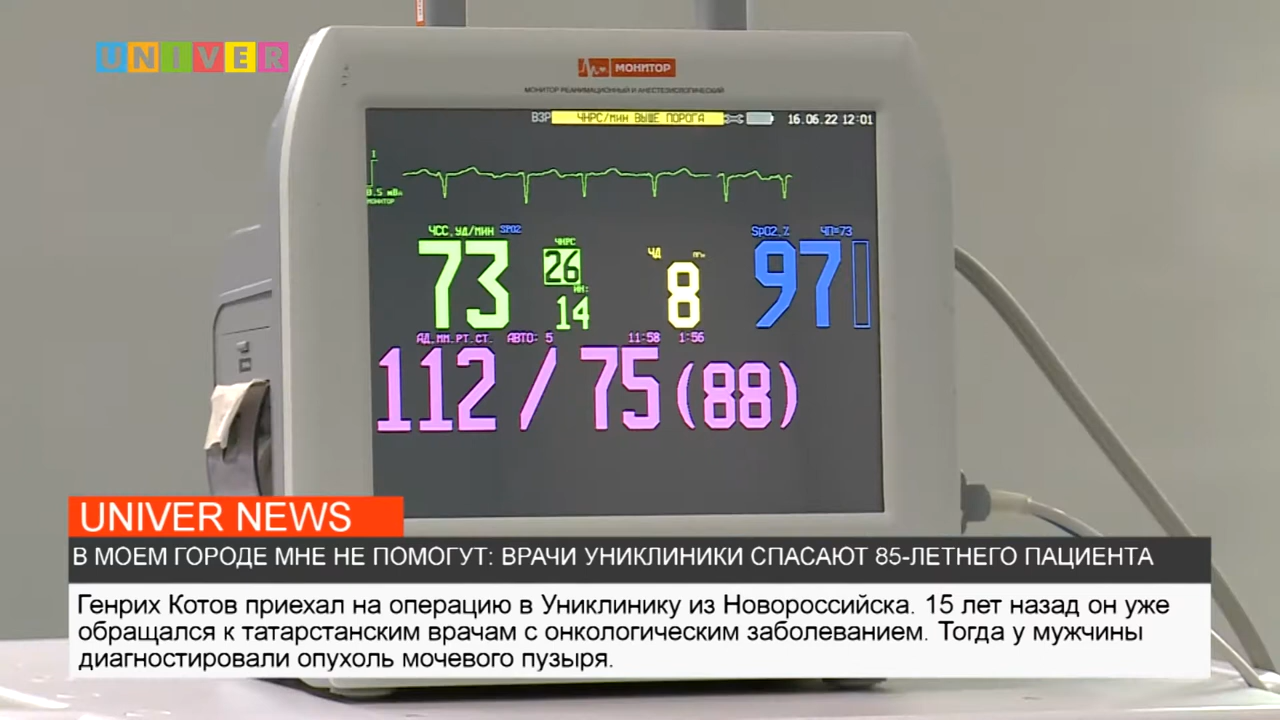 UNIVER
МОНИТОР
МОНИТОР РЕАНИМАЦИОННЫЙ И АНЕСТЕЗИОЛОГИЧЕСКИЙ
ВЗР ЧНРС/мин ВЫШЕ ПОРОГА 16.06.22 12:01
1
0.5 мВ
МОНИТОР
ЧСС,УД/МИН SPO2 ЧНРС ЧД SpO2,% ЧП=73
73 26 8 97
ИН:
14
АД,ММ.РТ.СТ. АВТО: 5 11:58 1:56
112 / 75 (88)
UNIVER NEWS
В МОЕМ ГОРОДЕ МНЕ НЕ ПОМОГУТ: ВРАЧИ УНИКЛИНИКИ СПАСАЮТ 85-ЛЕТНЕГО ПАЦИЕНТА
Генрих Котов приехал на операцию в Униклинику из Новороссийска. 15 лет назад он уже
обращался к татарстанским врачам с онкологическим заболеванием. Тогда у мужчины
диагностировали опухоль мочевого пузыря.